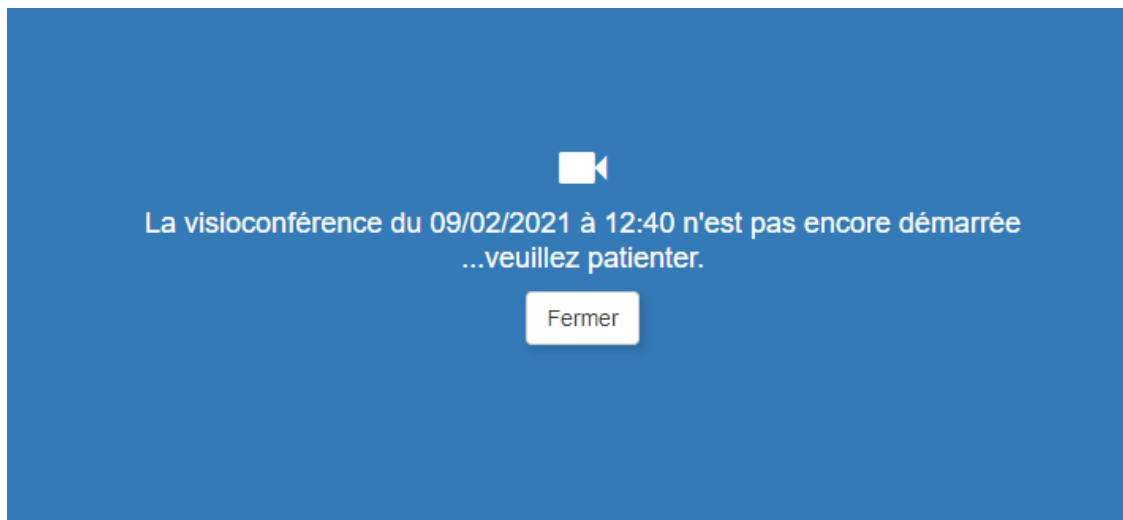 La visioconférence du 09/02/2021 à 12:40 n'est pas encore démarrée
...veuillez patienter.
Fermer